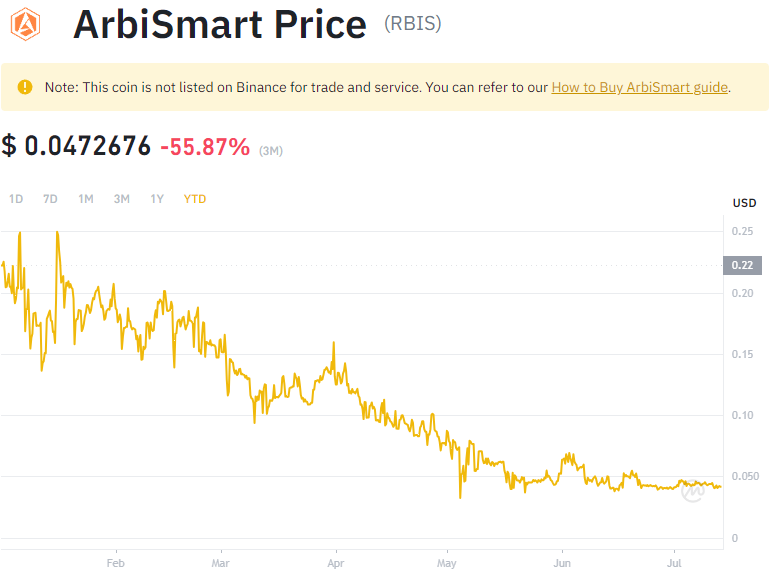 ArbiSmart Price (RBIS)
Note: This coin is not listed on Binance for trade and service. You can refer to our How to Buy ArbiSmart guide.
$ 0.0472676 -55.87% (3M)
1D 7D 1M 3M 1Y YTD
USD
0.25
0.22
0.20
0.15
0.10
0.050
0
Feb Mar Apr May Jun Jul